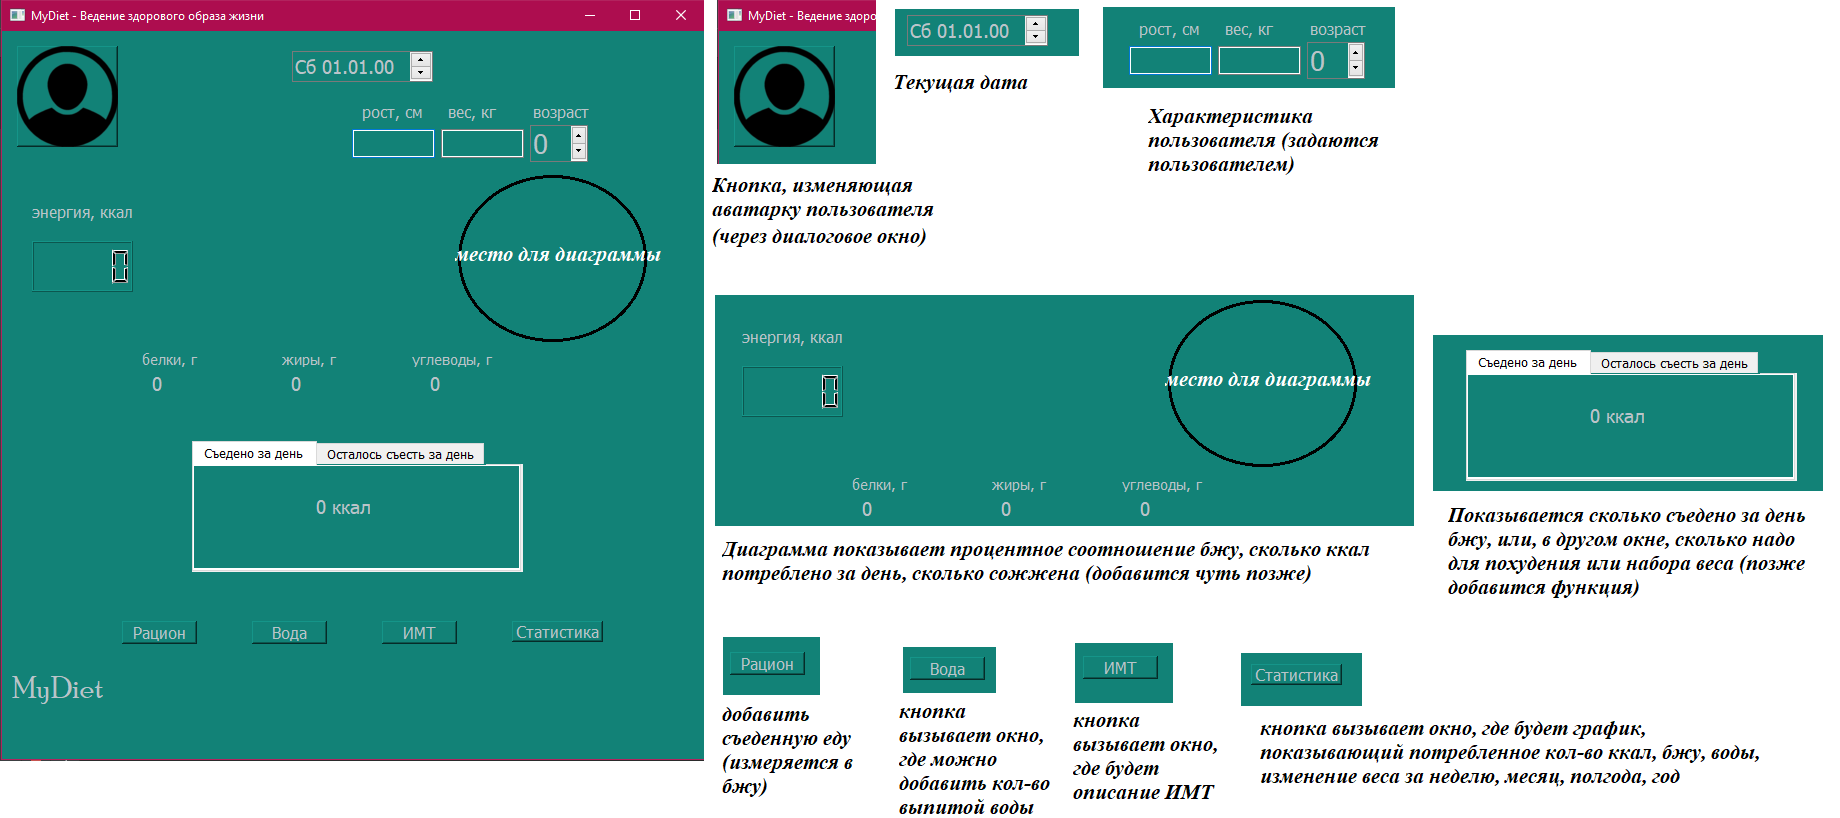 MyDiet - Ведение здорового образа жизни
Сб 01.01.00
рост, см вес, кг возраст
0
энергия, ккал
0
место для диаграммы
белки, г жиры, г углеводы, г
0 0 0
Съедено за день Осталось съесть за день
0 ккал
Рацион Вода ИМТ Статистика
MyDiet
MyDiet - Ведение здоро
Кнопка, изменяющая
аватарку пользователя
(через диалоговое окно)
Сб 01.01.00
Текущая дата
рост, см вес, кг возраст
0
Характеристика
пользователя (задаются
пользователем)
энергия, ккал
0
место для диаграммы
белки, г жиры, г углеводы, г
0 0 0
Диаграмма показывает процентное соотношение бжу, сколько ккал
потреблено за день, сколько сожжена (добавится чуть позже)
Съедено за день Осталось съесть за день
0 ккал
Показывается сколько съедено за день
бжу, или, в другом окне, сколько надо
для похудения или набора веса (позже
добавится функция)
Рацион
добавить
съеденную еду
(измеряется в
бжу)
Вода
кнопка
вызывает окно,
где можно
добавить кол-во
выпитой воды
ИМТ
кнопка
вызывает окно,
где будет
описание ИМТ
Статистика
кнопка вызывает окно, где будет график,
показывающий потребленное кол-во ккал, бжу, воды,
изменение веса за неделю, месяц, полгода, год